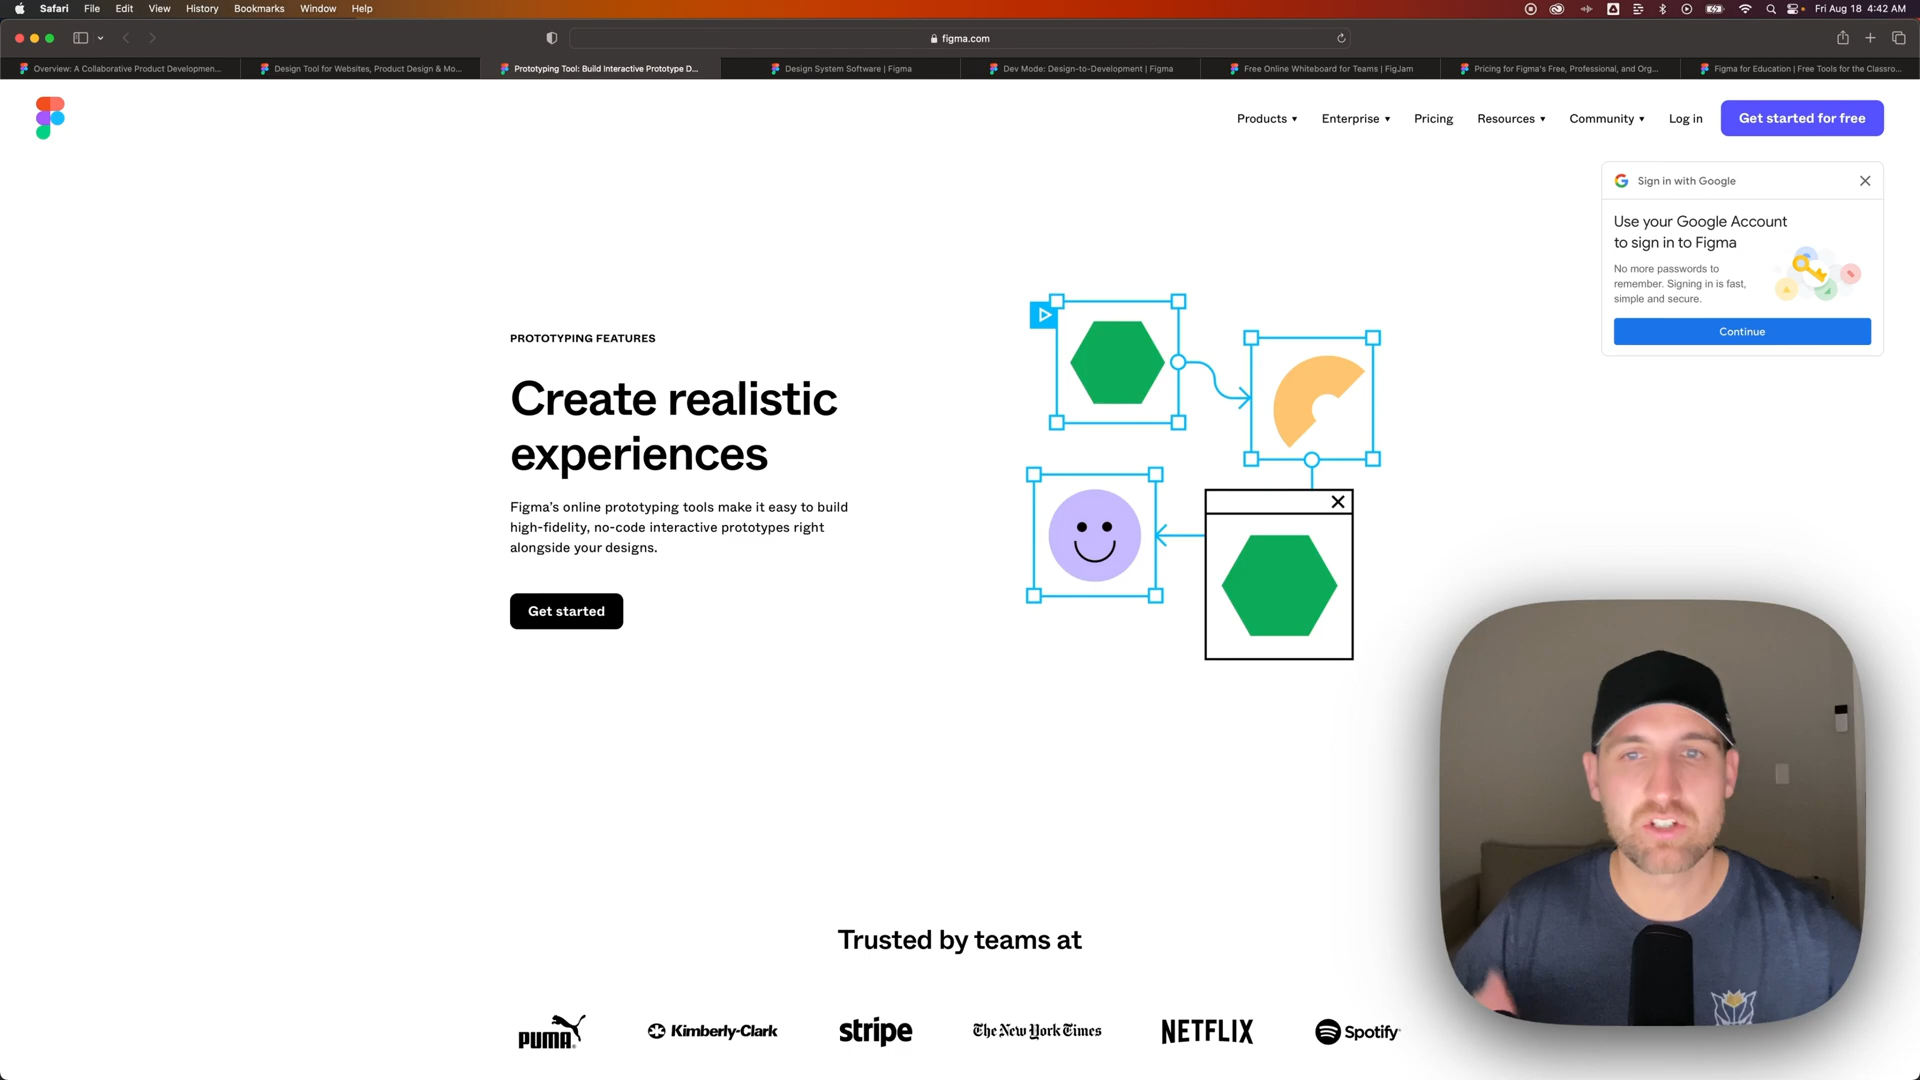 Safari File Edit View History Bookmarks Window Help
Fri Aug 18 4:42 AM
figma.com
Overview: A Collaborative Product Developmen...
Design Tool for Websites, Product Design & Mo...
Prototyping Tool: Build Interactive Prototype D...
Design System Software | Figma
Dev Mode: Design-to-Development | Figma
Free Online Whiteboard for Teams | FigJam
Pricing for Figma's Free, Professional, and Org...
Figma for Education | Free Tools for the Classro...
Products Enterprise Pricing Resources Community Log in Get started for free
Sign in with Google
Use your Google Account
to sign in to Figma
No more passwords to
remember. Signing in is fast,
simple and secure.
Continue
PROTOTYPING FEATURES
Create realistic
experiences
Figma's online prototyping tools make it easy to build
high-fidelity, no-code interactive prototypes right
alongside your designs.
Get started
Trusted by teams at
PUMA Kimberly-Clark stripe The New York Times NETFLIX Spotify